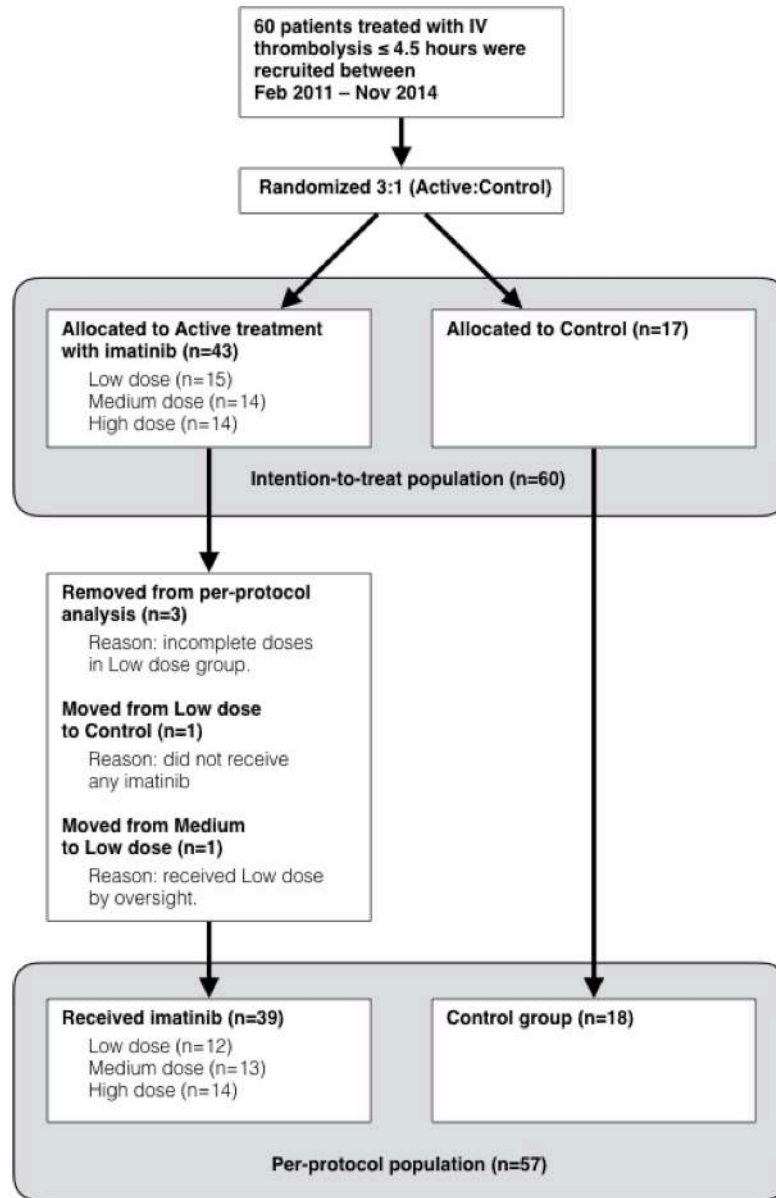 60 patients treated with IV
thrombolysis ≤ 4.5 hours were
recruited between
Feb 2011 – Nov 2014
Randomized 3:1 (Active:Control)
Allocated to Active treatment
with imatinib (n=43)
Low dose (n=15)
Medium dose (n=14)
High dose (n=14)
Allocated to Control (n=17)
Intention-to-treat population (n=60)
Removed from per-protocol
analysis (n=3)
Reason: incomplete doses
in Low dose group.
Moved from Low dose
to Control (n=1)
Reason: did not receive
any imatinib
Moved from Medium
to Low dose (n=1)
Reason: received Low dose
by oversight.
Received imatinib (n=39)
Low dose (n=12)
Medium dose (n=13)
High dose (n=14)
Control group (n=18)
Per-protocol population (n=57)